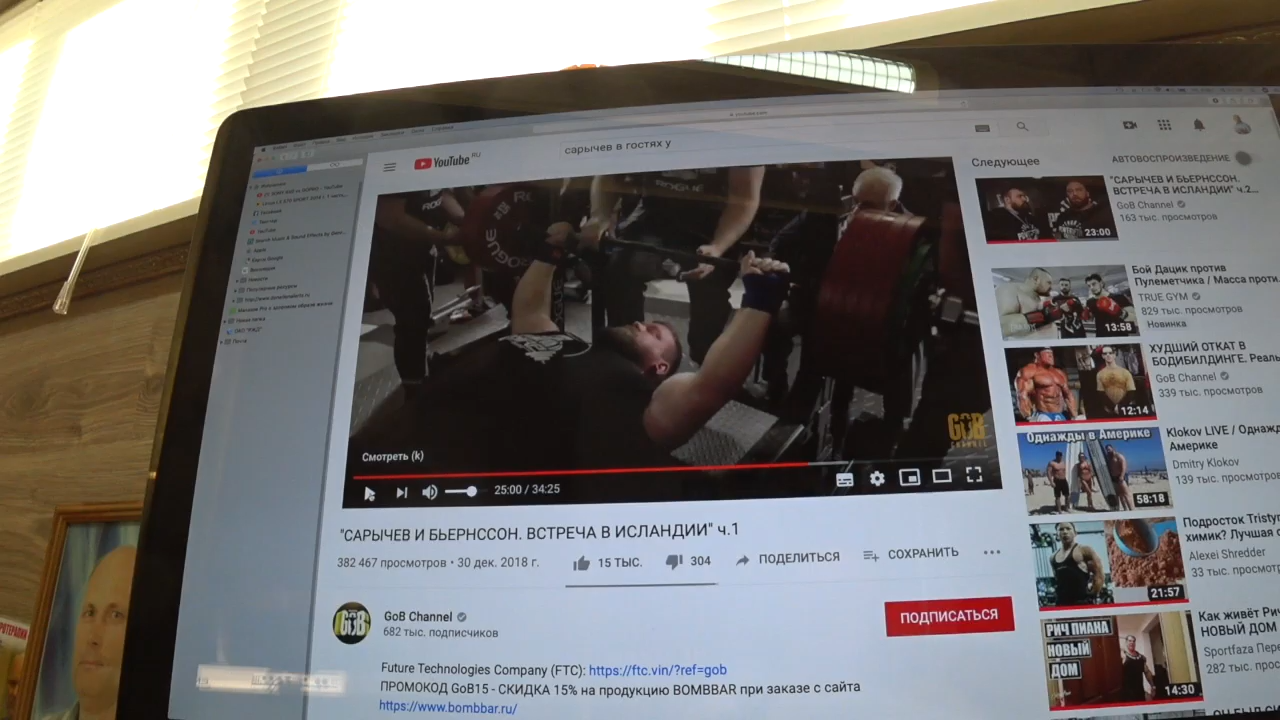 YouTube RU
сарычев в гостях у
ROGUE
ROGUE
GOB
CHANNEL
Смотреть (k)
25:00 / 34:25
"САРЫЧЕВ И БЬЕРНССОН. ВСТРЕЧА В ИСЛАНДИИ" ч.1
382 467 просмотров • 30 дек. 2018 г.
15 ТЫС.
304
ПОДЕЛИТЬСЯ
СОХРАНИТЬ
GoB Channel
682 тыс. подписчиков
ПОДПИСАТЬСЯ
Future Technologies Company (FTC): https://ftc.vin/?ref=gob
ПРОМОКОД GoB15 - СКИДКА 15% на продукцию BOMBBAR при заказе с сайта
https://www.bombbar.ru/
Следующее
АВТОВОСПРОИЗВЕДЕНИЕ
23:00
"САРЫЧЕВ И БЬЕРНССОН.
ВСТРЕЧА В ИСЛАНДИИ" ч.2...
GoB Channel
163 тыс. просмотров
13:58
Бой Дацик против
Пулеметчика / Масса проти
TRUE GYM
829 тыс. просмотров
Новинка
12:14
ХУДШИЙ ОТКАТ В
БОДИБИЛДИНГЕ. Реаль
GoB Channel
339 тыс. просмотров
Однажды в Америке
58:18
Klokov LIVE / Однажд
Америке
Dmitry Klokov
139 тыс. просмотро
21:57
Подросток Tristyn
химик? Лучшая с
Alexei Shredder
33 тыс. просмот
РИЧ ПИАНА
НОВЫЙ
ДОМ
14:30
Как живёт Ри
НОВЫЙ ДОМ
Sportfaza Пере
282 тыс. про